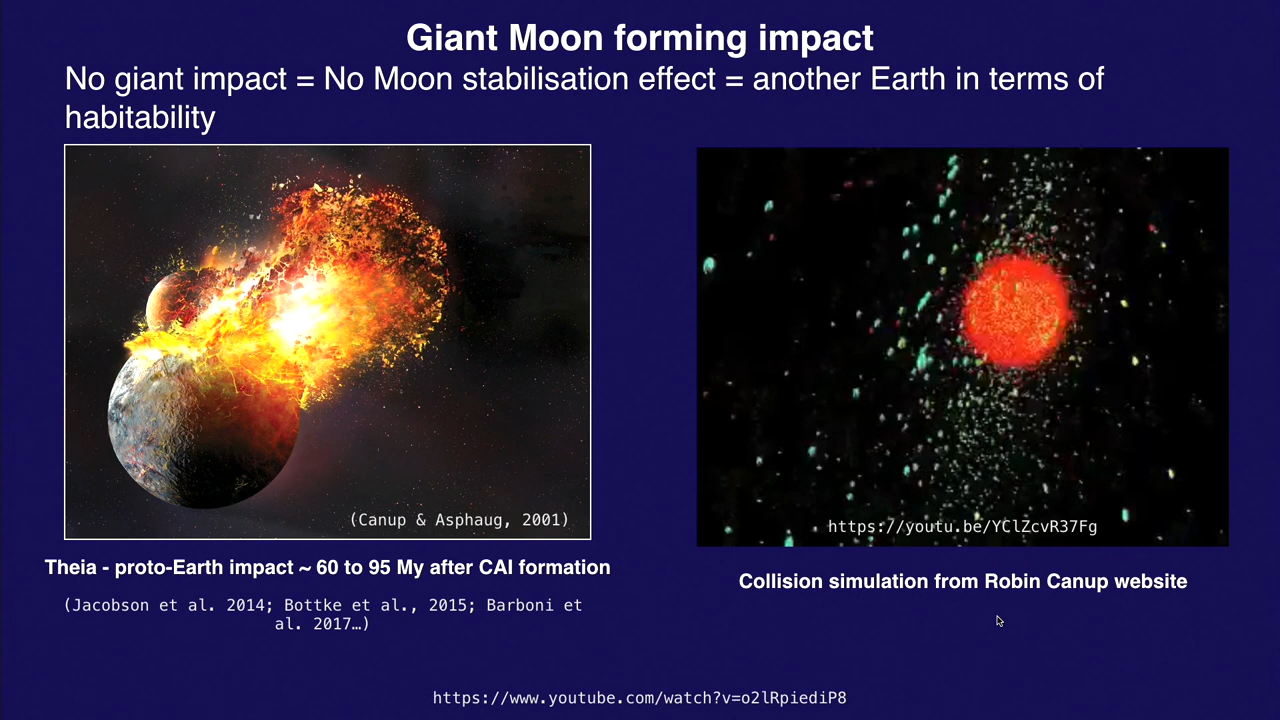 Giant Moon forming impact
No giant impact = No Moon stabilisation effect = another Earth in terms of
habitability
(Canup & Asphaug, 2001)
https://youtu.be/YClZcvR37Fg
Theia - proto-Earth impact ~ 60 to 95 My after CAI formation
Collision simulation from Robin Canup website
(Jacobson et al. 2014; Bottke et al., 2015; Barboni et
al. 2017…)
https://www.youtube.com/watch?v=o2lRpiediP8